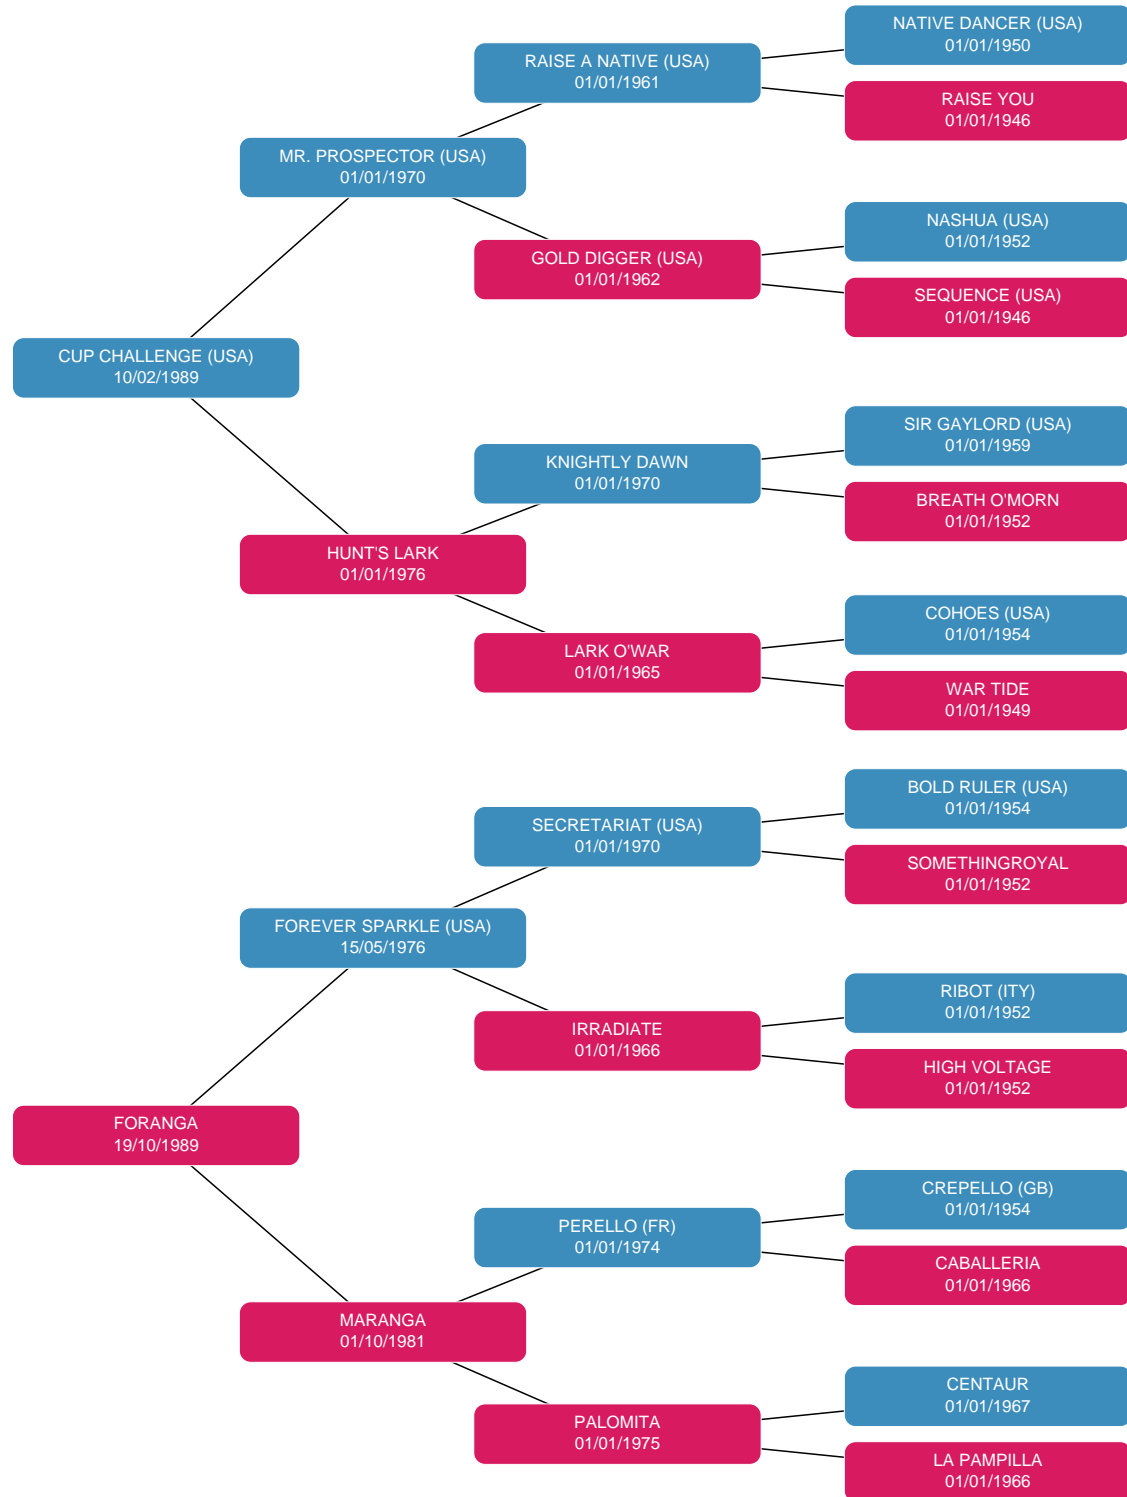 NATIVE DANCER (USA)
01/01/1950
RAISE A NATIVE (USA)
01/01/1961
RAISE YOU
01/01/1946
MR. PROSPECTOR (USA)
01/01/1970
NASHUA (USA)
01/01/1952
GOLD DIGGER (USA)
01/01/1962
SEQUENCE (USA)
01/01/1946
CUP CHALLENGE (USA)
10/02/1989
SIR GAYLORD (USA)
01/01/1959
KNIGHTLY DAWN
01/01/1970
BREATH O'MORN
01/01/1952
HUNT'S LARK
01/01/1976
COHOES (USA)
01/01/1954
LARK O'WAR
01/01/1965
WAR TIDE
01/01/1949
BOLD RULER (USA)
01/01/1954
SECRETARIAT (USA)
01/01/1970
SOMETHINGROYAL
01/01/1952
FOREVER SPARKLE (USA)
15/05/1976
RIBOT (ITY)
01/01/1952
IRRADIATE
01/01/1966
HIGH VOLTAGE
01/01/1952
FORANGA
19/10/1989
CREPELLO (GB)
01/01/1954
PERELLO (FR)
01/01/1974
CABALLERIA
01/01/1966
MARANGA
01/10/1981
CENTAUR
01/01/1967
PALOMITA
01/01/1975
LA PAMPILLA
01/01/1966